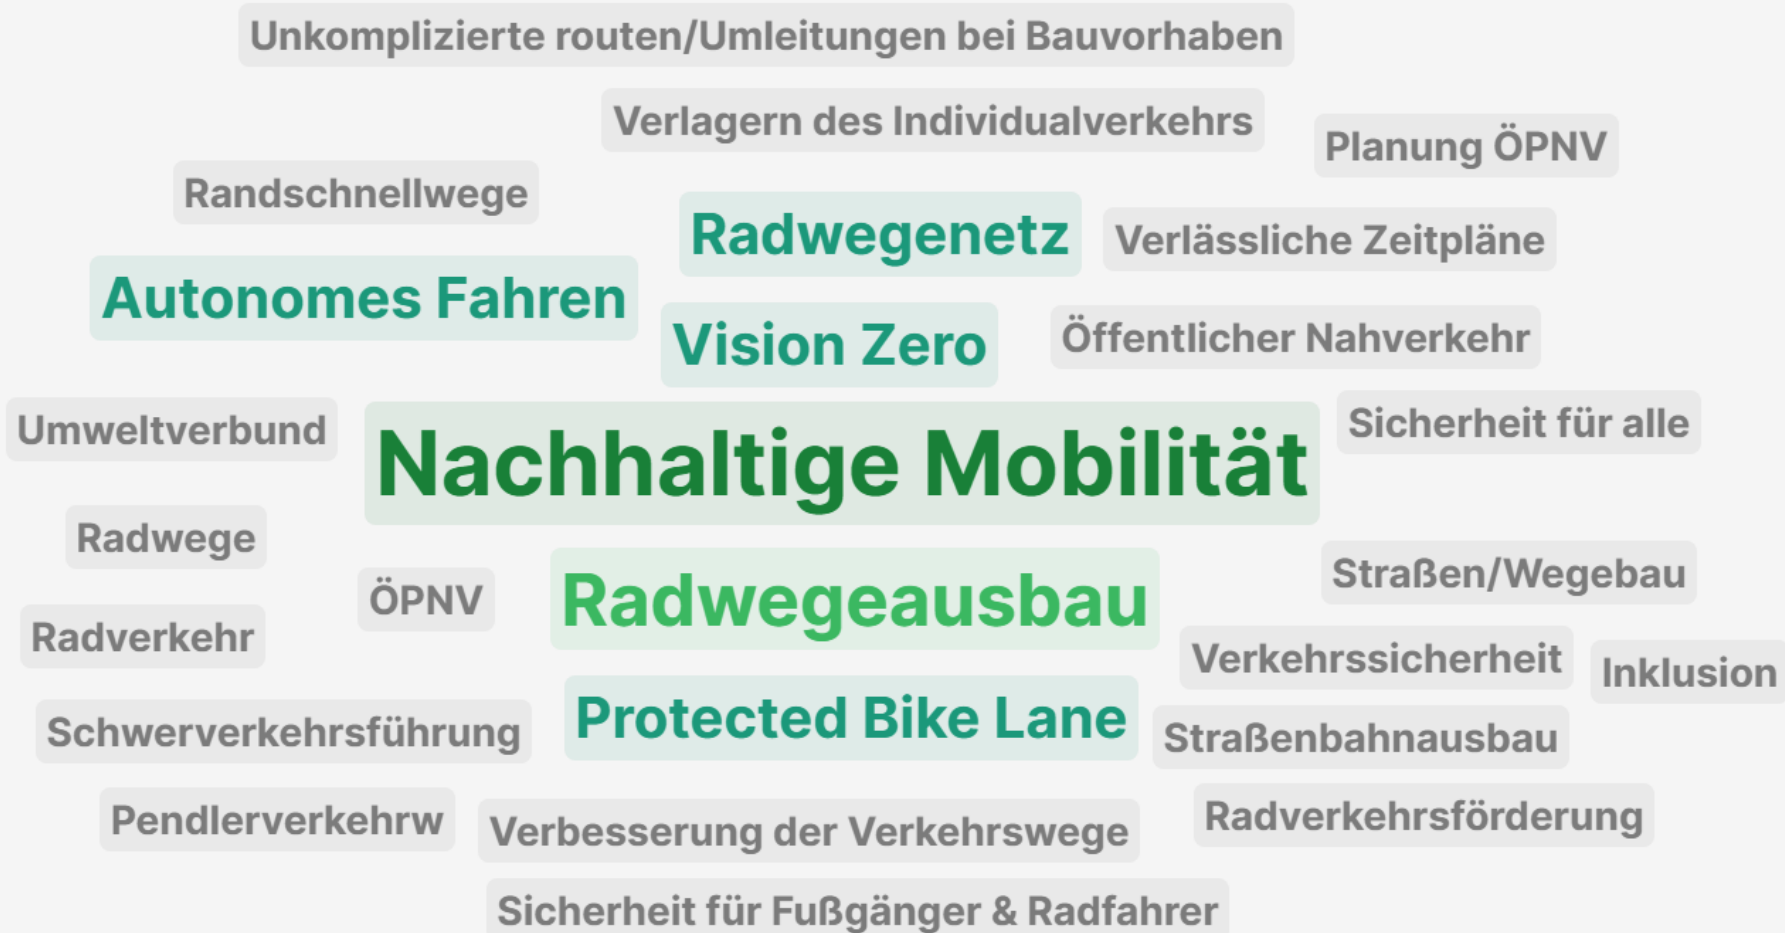 Unkomplizierte routen/Umleitungen bei Bauvorhaben
Verlagern des Individualverkehrs
Planung ÖPNV
Randschnellwege
Radwegenetz
Verlässliche Zeitpläne
Autonomes Fahren
Vision Zero
Öffentlicher Nahverkehr
Umweltverbund
Nachhaltige Mobilität
Sicherheit für alle
Radwege
ÖPNV
Radwegeausbau
Straßen/Wegebau
Radverkehr
Verkehrssicherheit
Inklusion
Schwerverkehrsführung
Protected Bike Lane
Straßenbahnausbau
Pendlerverkehrw
Verbesserung der Verkehrswege
Radverkehrsförderung
Sicherheit für Fußgänger & Radfahrer